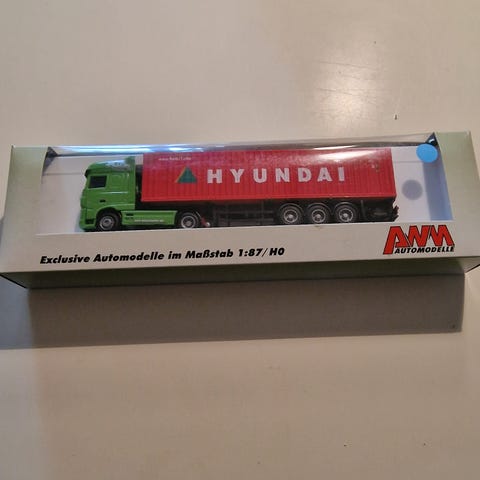 HYUNDAI
AWM
AUTOMODELLE
Exclusive Automodelle im Maßstab 1:87/H0